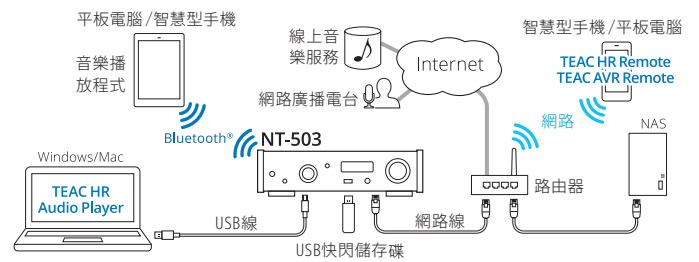 平板電腦 /智慧型手機
音樂播
放程式
Bluetooth®
線上音
樂服務
網路廣播電台
Internet
智慧型手機 /平板電腦
TEAC HR Remote
TEAC AVR Remote
網路
NAS
NT-503
Windows/Mac
TEAC HR
Audio Player
USB線
USB快閃儲存碟
網路線
路由器